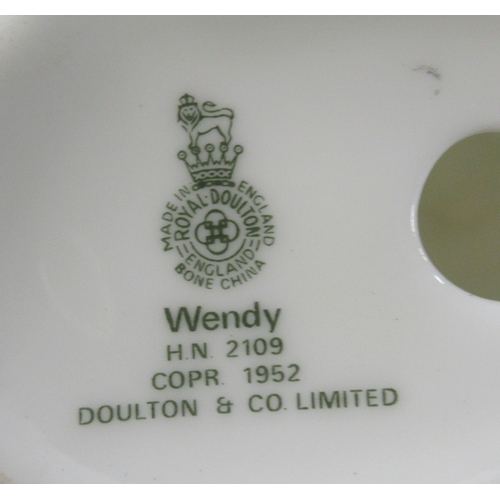 MADE IN ENGLAND
ROYAL·DOULTON
ENGLAND
BONE CHINA
Wendy
H.N. 2109
COPR. 1952
DOULTON & CO. LIMITED